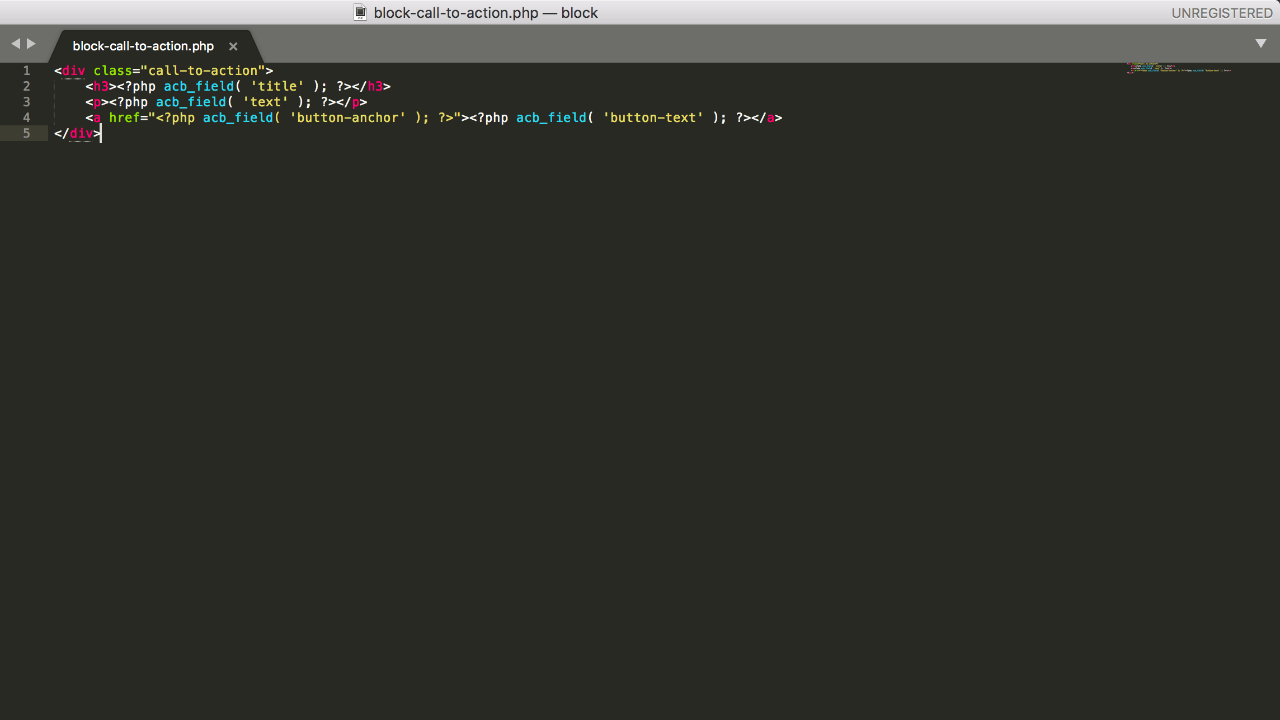 block-call-to-action.php — block
UNREGISTERED
block-call-to-action.php ×
1 <div class="call-to-action">
2     <h3><?php acb_field( 'title' ); ?></h3>
3     <p><?php acb_field( 'text' ); ?></p>
4     <a href="<?php acb_field( 'button-anchor' ); ?>"><?php acb_field( 'button-text' ); ?></a>
5 </div>